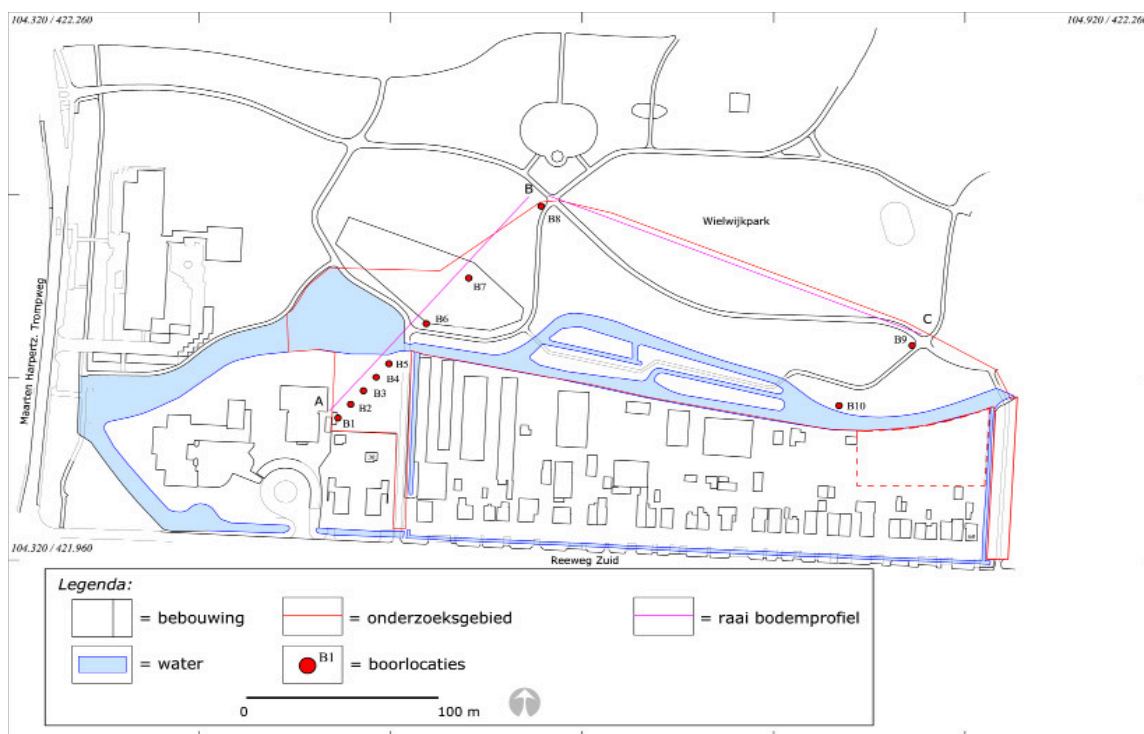 104.320 / 422.260
104.920 / 422.260
Maarten Harpertz. Trompweg
B
B8
Wielwijkpark
B7
B6
C
B9
B5
B4
B3
A
B2
B1
B10
104.320 / 421.960
Reeweg Zuid
Legenda:
= bebouwing
= onderzoeksgebied
= raai bodemprofiel
= water
B1
= boorlocaties
0
100 m